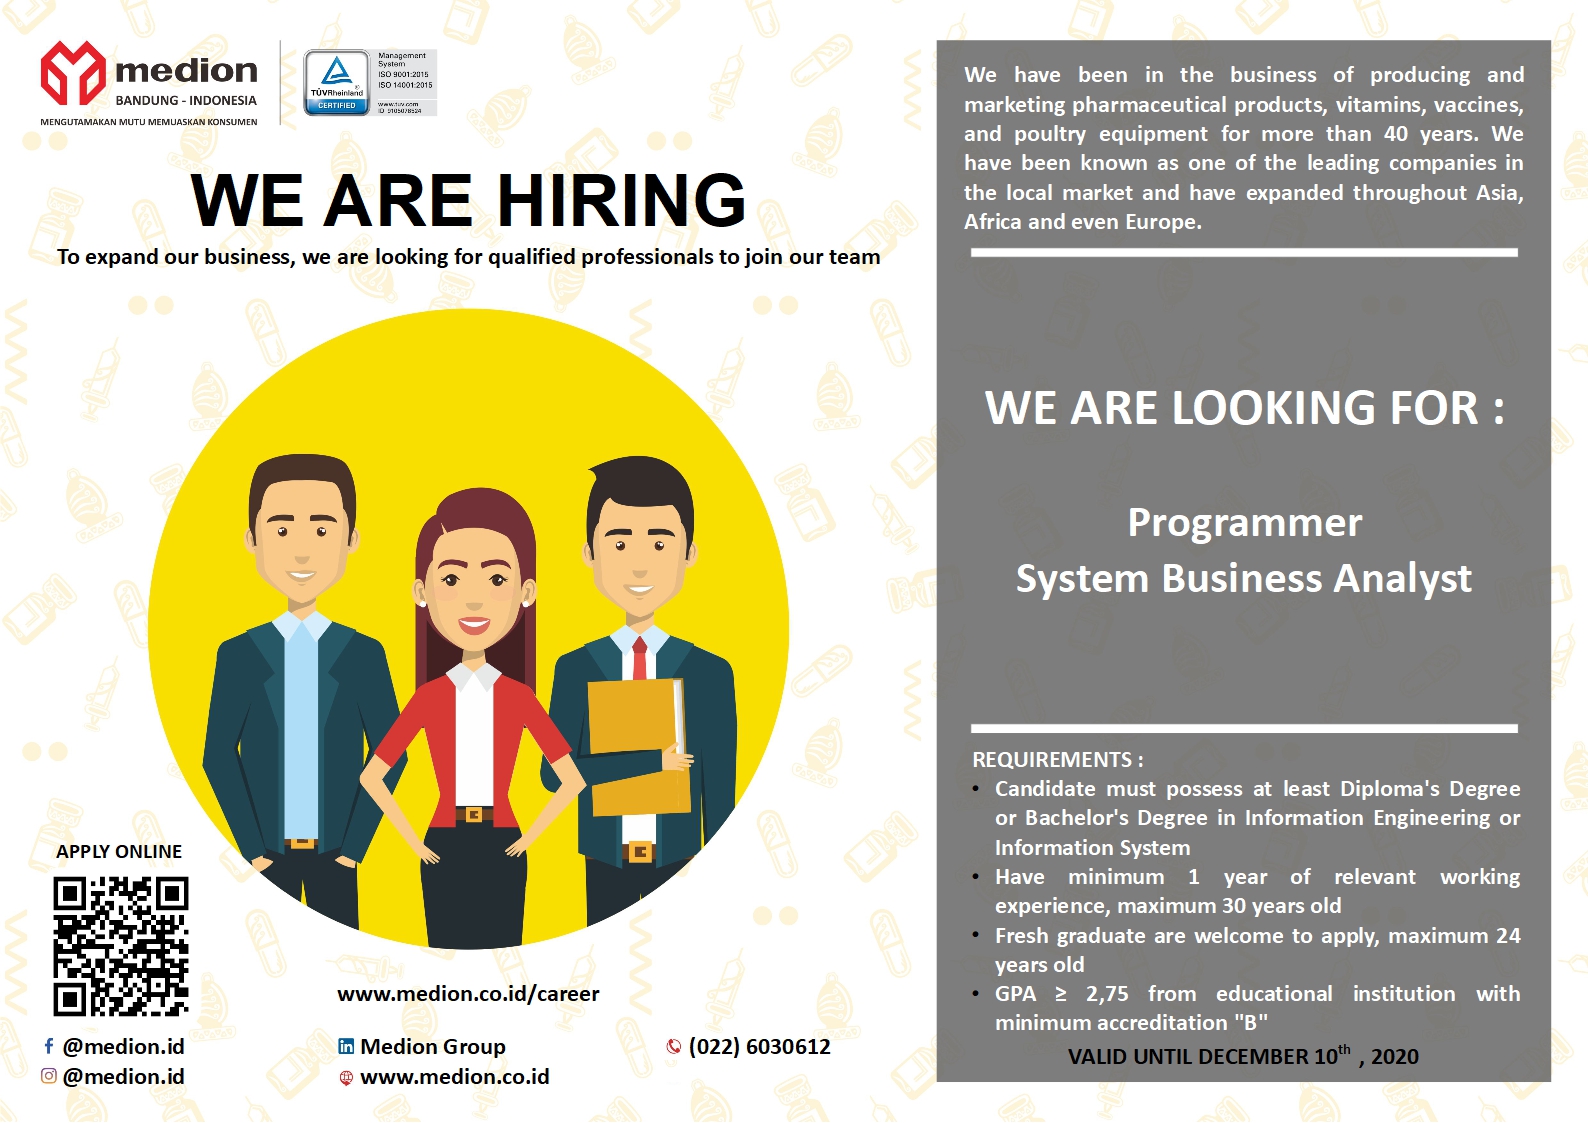 medion
BANDUNG - INDONESIA
MENGUTAMAKAN MUTU MEMUASKAN KONSUMEN
TÜVRheinland
®
CERTIFIED
Management
System
ISO 9001:2015
ISO 14001:2015
www.tuv.com
ID 9105078524
WE ARE HIRING
To expand our business, we are looking for qualified professionals to join our team
APPLY ONLINE
www.medion.co.id/career
@medion.id
@medion.id
Medion Group
www.medion.co.id
(022) 6030612
We have been in the business of producing and
marketing pharmaceutical products, vitamins, vaccines,
and poultry equipment for more than 40 years. We
have been known as one of the leading companies in
the local market and have expanded throughout Asia,
Africa and even Europe.
WE ARE LOOKING FOR :
Programmer
System Business Analyst
REQUIREMENTS :
• Candidate must possess at least Diploma's Degree
or Bachelor's Degree in Information Engineering or
Information System
• Have minimum 1 year of relevant working
experience, maximum 30 years old
• Fresh graduate are welcome to apply, maximum 24
years old
• GPA ≥ 2,75 from educational institution with
minimum accreditation "B"
VALID UNTIL DECEMBER 10th , 2020